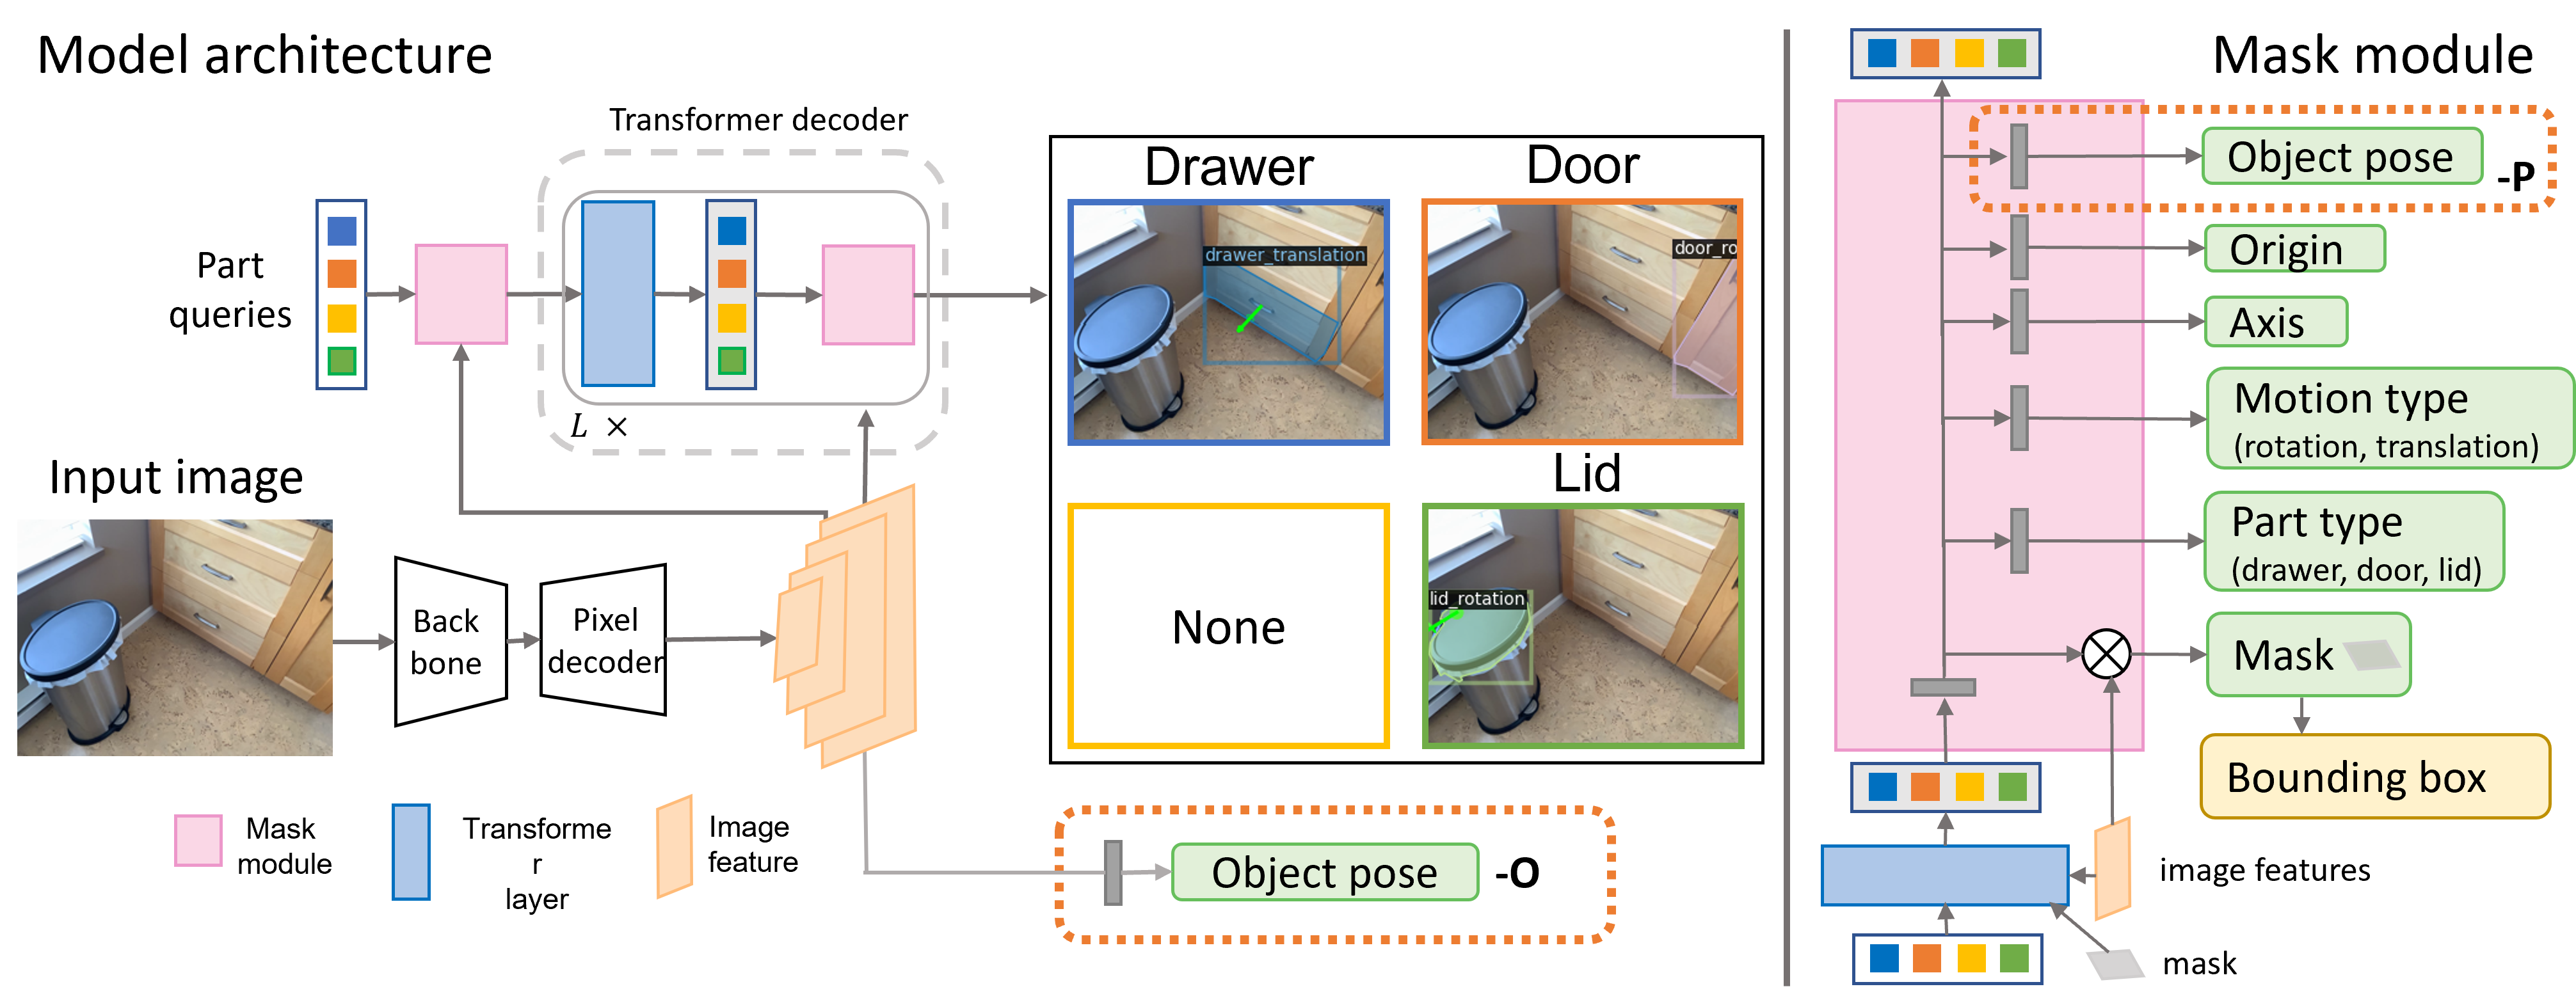 Model architecture
Transformer decoder
Part
queries
L ×
Input image
Back
bone
Pixel
decoder
Mask
module
Transforme
r
layer
Image
feature
Drawer
Door
drawer_translation
door_ro
Lid
None
lid_rotation
Object pose
-O
Mask module
Object pose
-P
Origin
Axis
Motion type
(rotation, translation)
Part type
(drawer, door, lid)
Mask
Bounding box
image features
mask